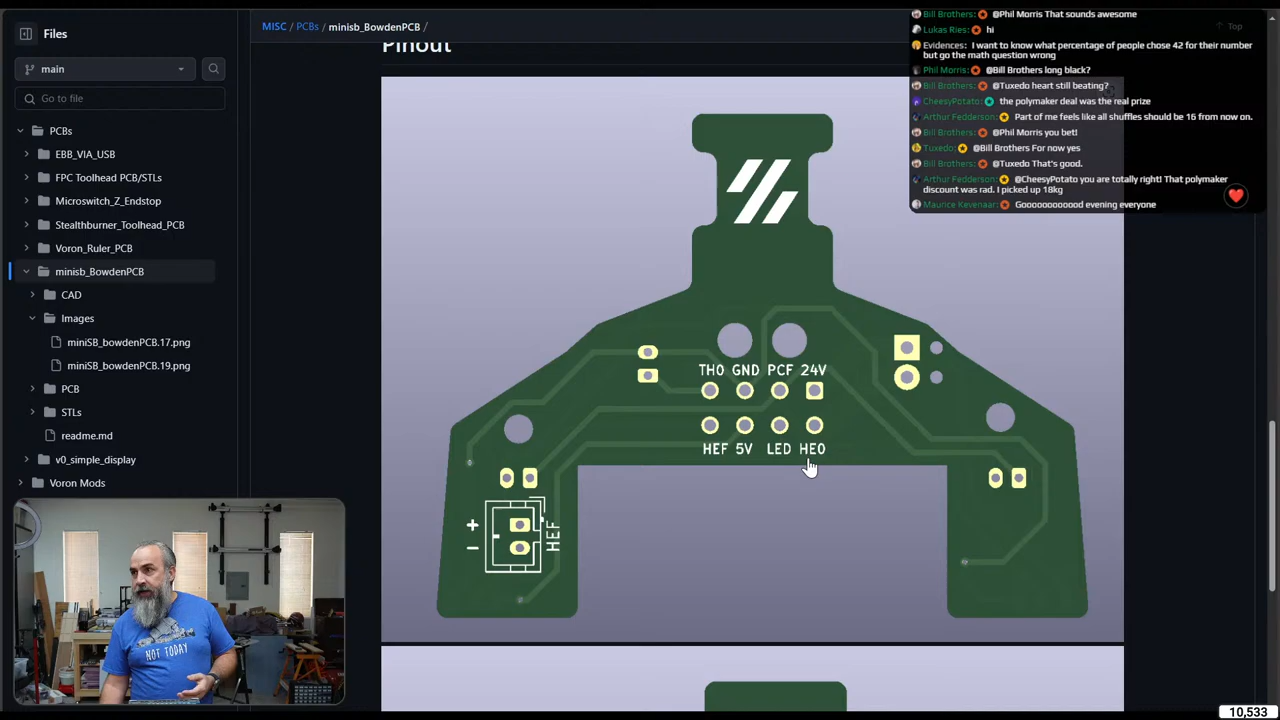 Files
main
Go to file
PCBs
EBB_VIA_USB
FPC Toolhead PCB/STLs
Microswitch_Z_Endstop
Stealthburner_Toolhead_PCB
Voron_Ruler_PCB
minisb_BowdenPCB
CAD
Images
miniSB_bowdenPCB.17.png
miniSB_bowdenPCB.19.png
PCB
STLs
readme.md
v0_simple_display
Voron Mods
MISC / PCBs / minisb_BowdenPCB /
Pinout
TH0 GND PCF 24V
HEF 5V LED HE0
+
−
HEF
Top
Bill Brothers: @Phil Morris That sounds awesome
Lukas Ries: hi
Evidences: I want to know what percentage of people chose 42 for their number
but go the math question wrong
Phil Morris: @Bill Brothers long black?
Bill Brothers: @Tuxedo heart still beating?
CheesyPotato: the polymaker deal was the real prize
Arthur Fedderson: Part of me feels like all shuffles should be 16 from now on.
Bill Brothers: @Phil Morris you bet!
Tuxedo: @Bill Brothers For now yes
Bill Brothers: @Tuxedo That's good.
Arthur Fedderson: @CheesyPotato you are totally right! That polymaker
discount was rad. I picked up 18kg
Maurice Kevenaar: Goooooooooood evening everyone
NOT TODAY
10,533